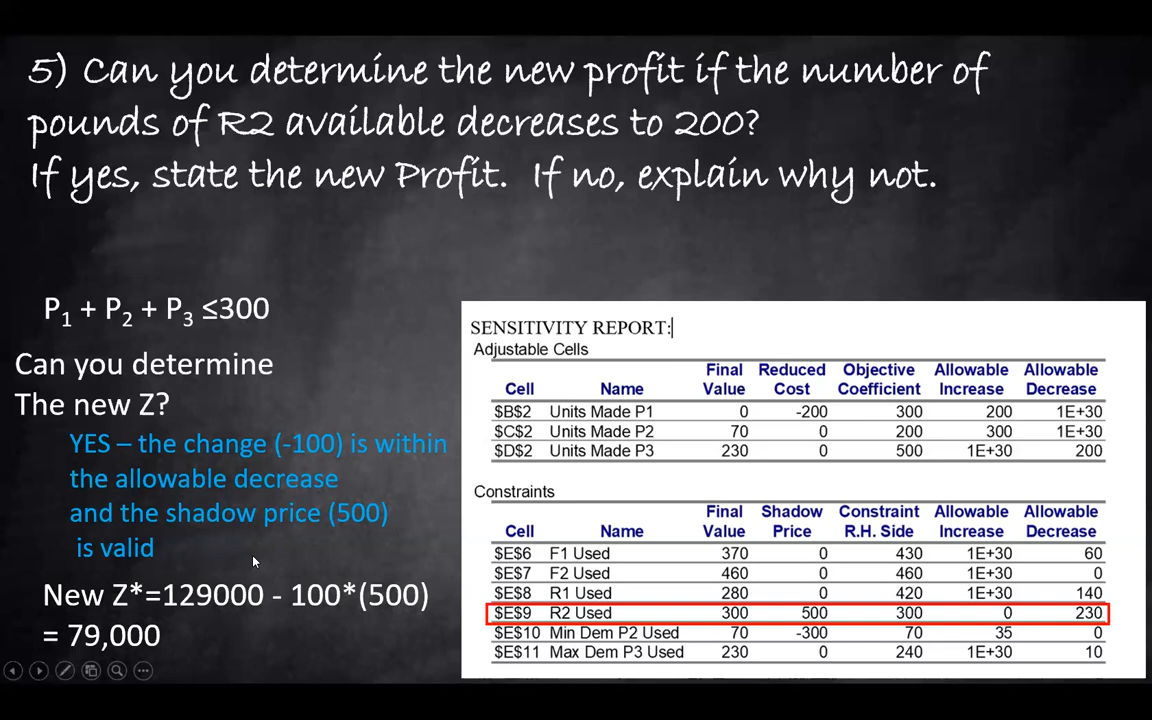 5) Can you determine the new profit if the number of
pounds of R2 available decreases to 200?
If yes, state the new Profit. If no, explain why not.
P1 + P2 + P3 ≤300
Can you determine
The new Z?
YES – the change (-100) is within
the allowable decrease
and the shadow price (500)
is valid
New Z*=129000 - 100*(500)
= 79,000
SENSITIVITY REPORT:
Adjustable Cells
Final Reduced Objective Allowable Allowable
Cell Name Value Cost Coefficient Increase Decrease
$B$2 Units Made P1 0 -200 300 200 1E+30
$C$2 Units Made P2 70 0 200 300 1E+30
$D$2 Units Made P3 230 0 500 1E+30 200
Constraints
Final Shadow Constraint Allowable Allowable
Cell Name Value Price R.H. Side Increase Decrease
$E$6 F1 Used 370 0 430 1E+30 60
$E$7 F2 Used 460 0 460 1E+30 0
$E$8 R1 Used 280 0 420 1E+30 140
$E$9 R2 Used 300 500 300 0 230
$E$10 Min Dem P2 Used 70 -300 70 35 0
$E$11 Max Dem P3 Used 230 0 240 1E+30 10